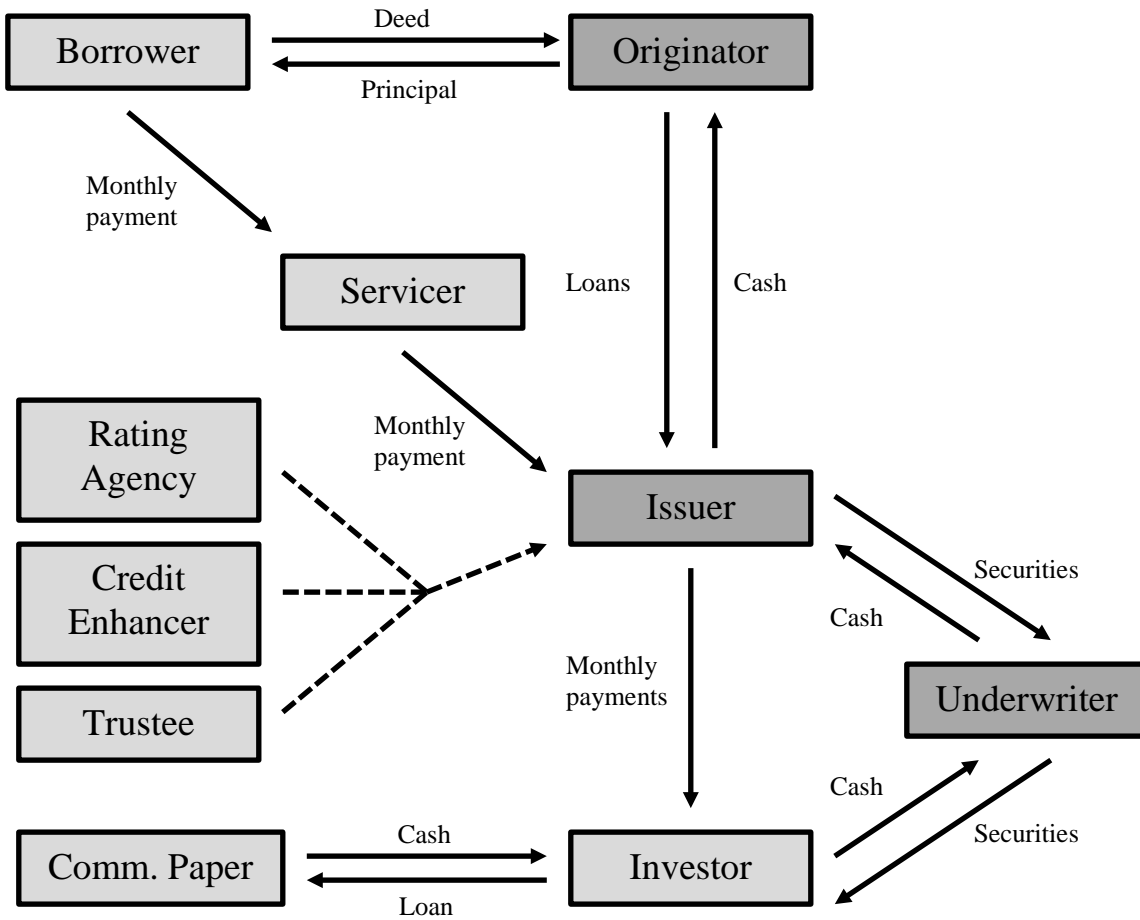 Deed
Borrower
Originator
Principal
Monthly
payment
Servicer
Loans
Cash
Rating
Agency
Monthly
payment
Issuer
Credit
Enhancer
Securities
Cash
Monthly
payments
Underwriter
Trustee
Cash
Securities
Cash
Comm. Paper
Investor
Loan